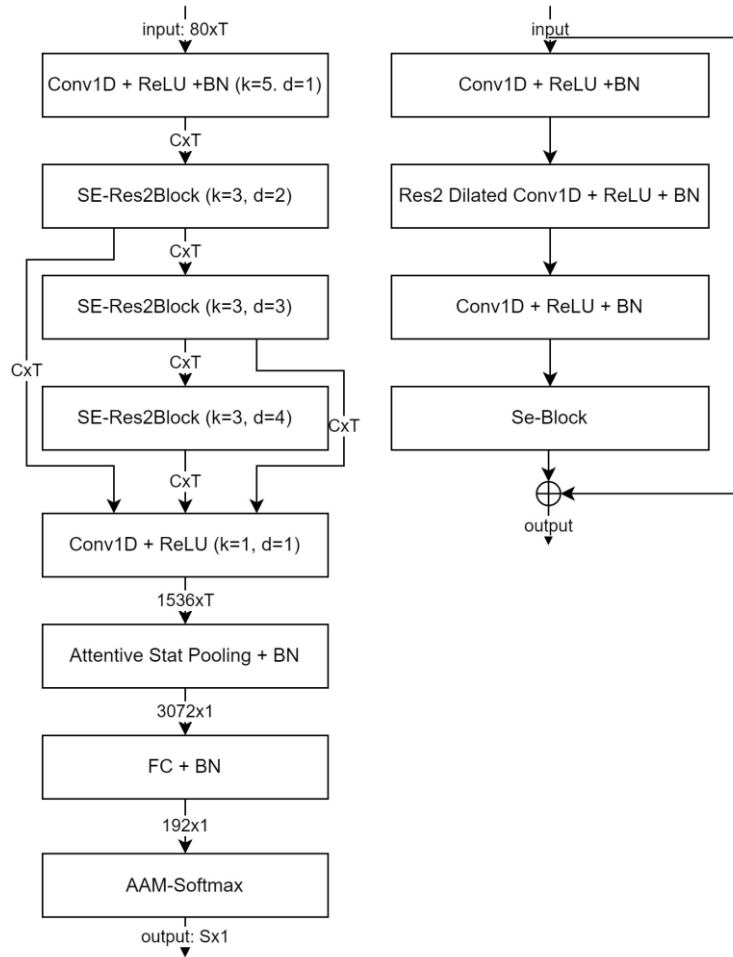 input: 80xT
Conv1D + ReLU +BN (k=5. d=1)
CxT
SE-Res2Block (k=3, d=2)
CxT
SE-Res2Block (k=3, d=3)
CxT
CxT
SE-Res2Block (k=3, d=4)
CxT
CxT
Conv1D + ReLU (k=1, d=1)
1536xT
Attentive Stat Pooling + BN
3072x1
FC + BN
192x1
AAM-Softmax
output: Sx1
input
Conv1D + ReLU +BN
Res2 Dilated Conv1D + ReLU + BN
Conv1D + ReLU + BN
Se-Block
output